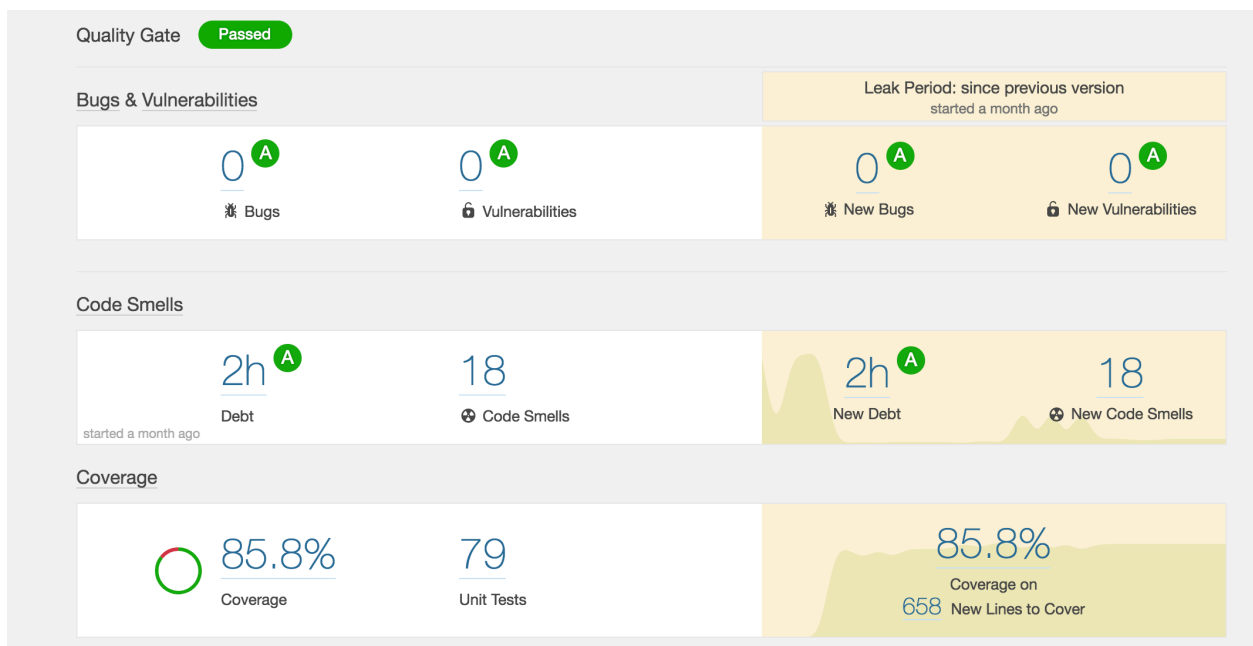 Quality Gate Passed
Bugs & Vulnerabilities
Leak Period: since previous version
started a month ago
0 A
Bugs
0 A
Vulnerabilities
0 A
New Bugs
0 A
New Vulnerabilities
Code Smells
2h A
Debt
18
Code Smells
started a month ago
2h A
New Debt
18
New Code Smells
Coverage
85.8%
Coverage
79
Unit Tests
85.8%
Coverage on
658 New Lines to Cover